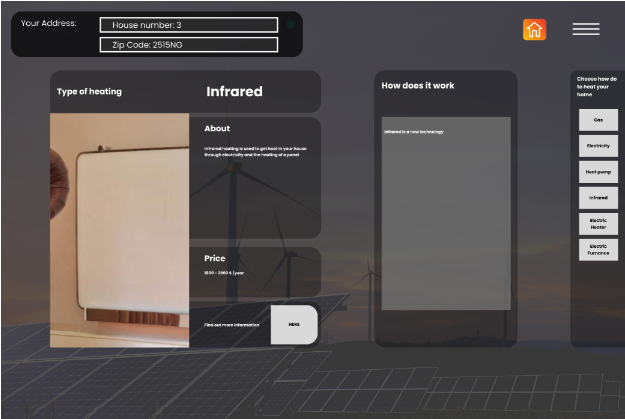 Your Address:
House number: 3
Zip Code: 2515NG
Type of heating
Infrared
About
Infrared heating is used to get heat in your house
through electricity and the heating of a panel
Price
1500 - 2500 $ /year
Find out more information
HERE
How does it work
Infrared is a new technology
Choose how do
to heat your
home
Gas
Electricity
Heat pump
Infrared
Electric
Heater
Electric
Turnance